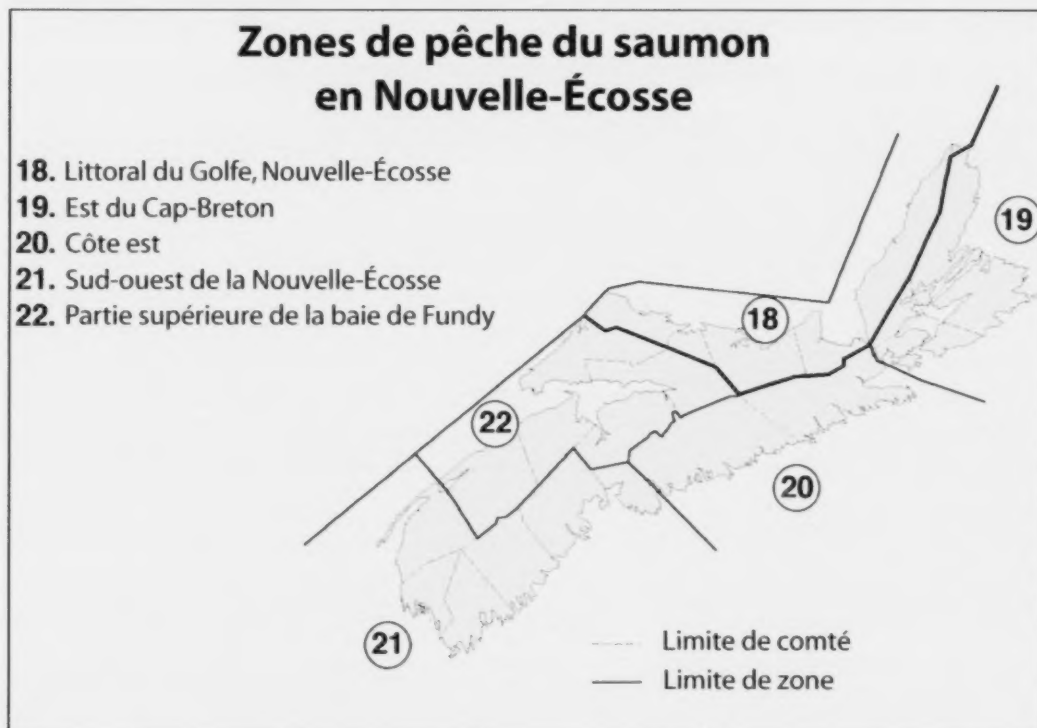 Zones de pêche du saumon
en Nouvelle-Écosse
18. Littoral du Golfe, Nouvelle-Écosse
19. Est du Cap-Breton
20. Côte est
21. Sud-ouest de la Nouvelle-Écosse
22. Partie supérieure de la baie de Fundy
19
18
22
20
21
Limite de comté
Limite de zone